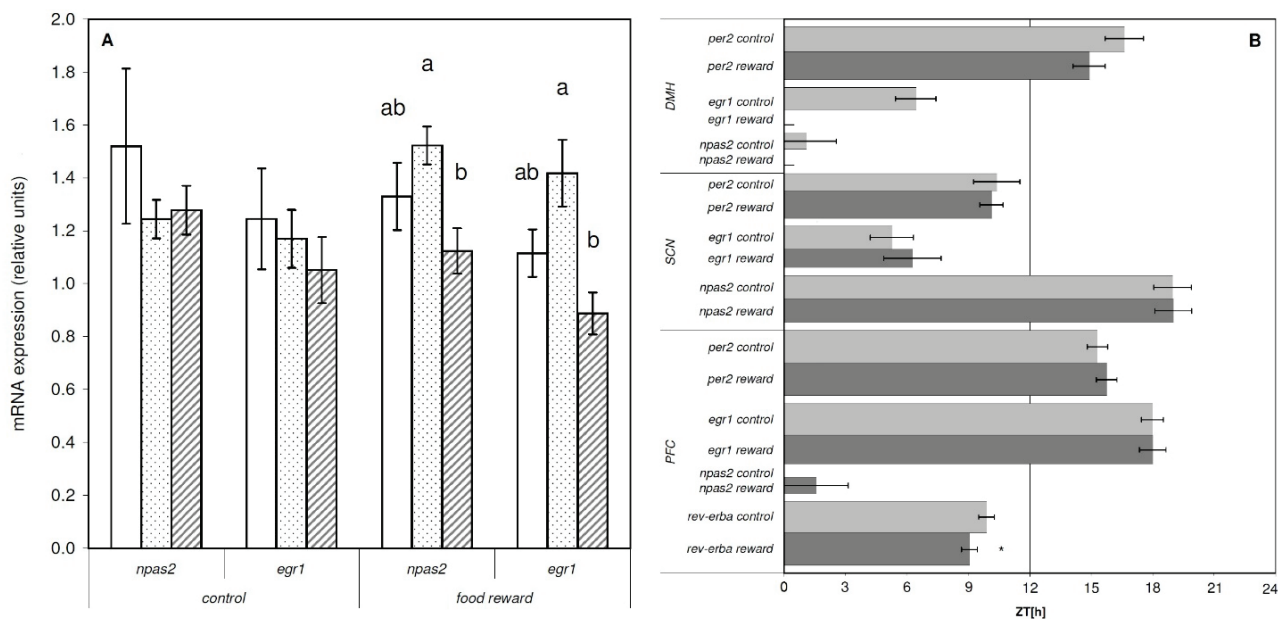 A
mRNA expression (relative units)
2.0
1.8
1.6
1.4
1.2
1.0
0.8
0.6
0.4
0.2
0.0
ab
a
b
ab
a
b
npas2
egr1
npas2
egr1
control
food reward
B
DMH
per2 control
per2 reward
egr1 control
egr1 reward
npas2 control
npas2 reward
SCN
per2 control
per2 reward
egr1 control
egr1 reward
npas2 control
npas2 reward
PFC
per2 control
per2 reward
egr1 control
egr1 reward
npas2 control
npas2 reward
rev-erba control
rev-erba reward
*
0 3 6 9 12 15 18 21 24
ZT[h]